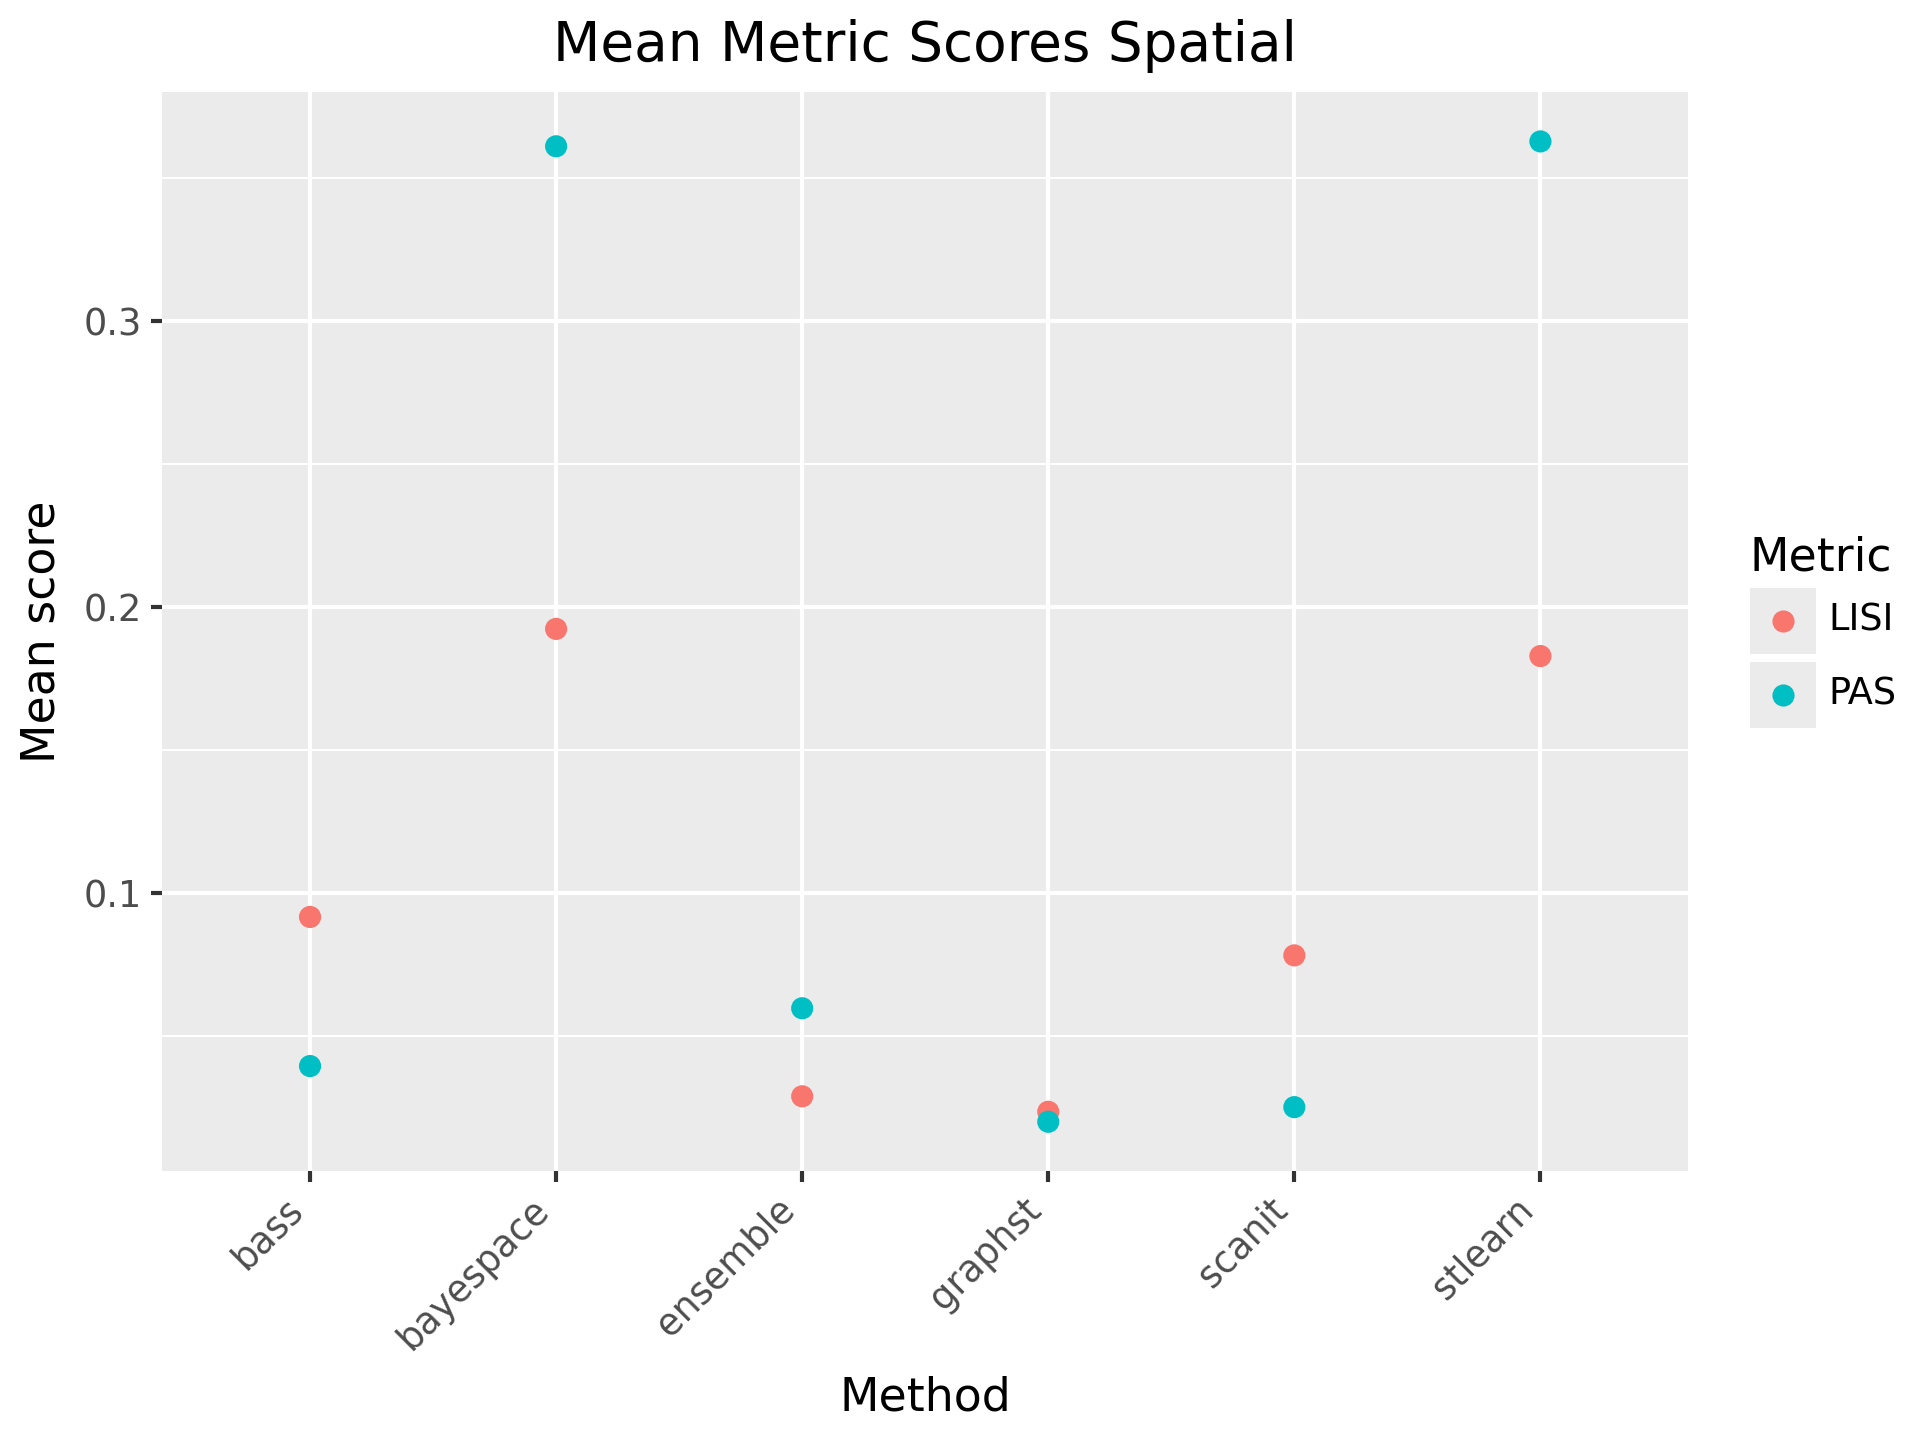 Mean Metric Scores Spatial
Mean score
0.3
0.2
0.1
bass
bayespace
ensemble
graphst
scanit
stlearn
Method
Metric
LISI
PAS